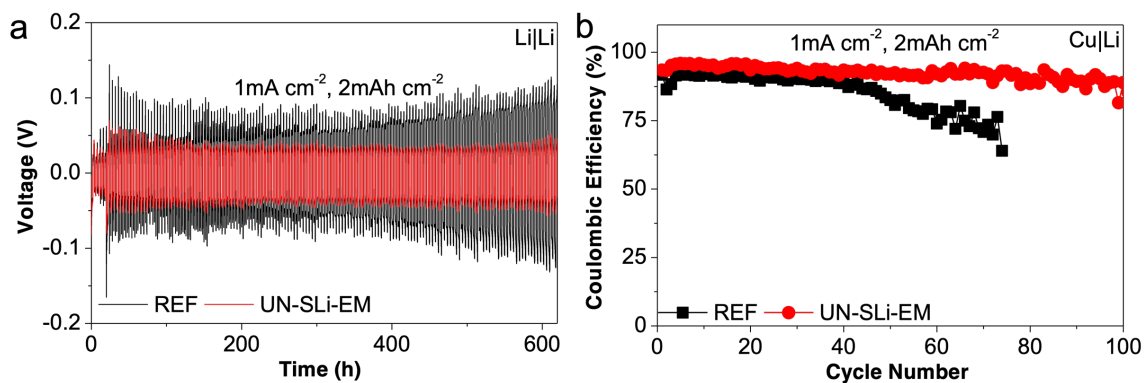 a
Li|Li
1mA cm-2, 2mAh cm-2
0.2
0.1
0.0
-0.1
-0.2
Voltage (V)
REF
UN-SLi-EM
0 200 400 600
Time (h)
b
Cu|Li
1mA cm-2, 2mAh cm-2
100
75
50
25
0
Coulombic Efficiency (%)
REF
UN-SLi-EM
0 20 40 60 80 100
Cycle Number